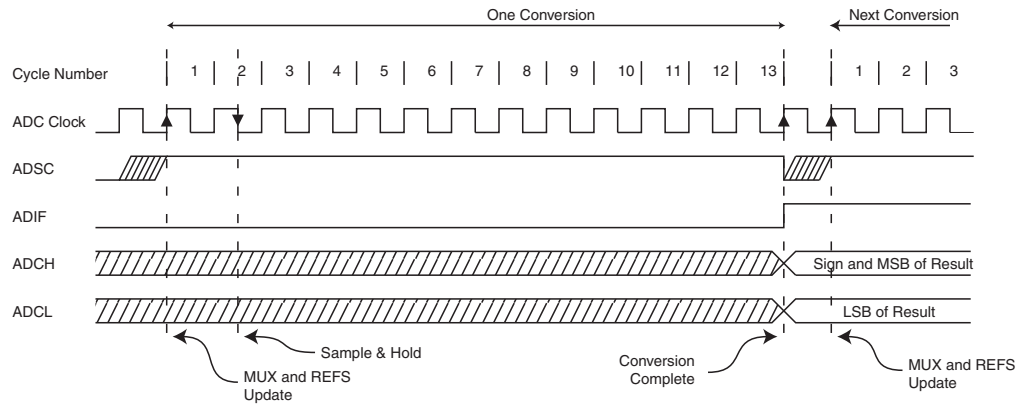 One Conversion
Next Conversion
Cycle Number 1 2 3 4 5 6 7 8 9 10 11 12 13 1 2 3
ADC Clock
ADSC
ADIF
ADCH
Sign and MSB of Result
ADCL
LSB of Result
MUX and REFS
Update
Sample & Hold
Conversion
Complete
MUX and REFS
Update